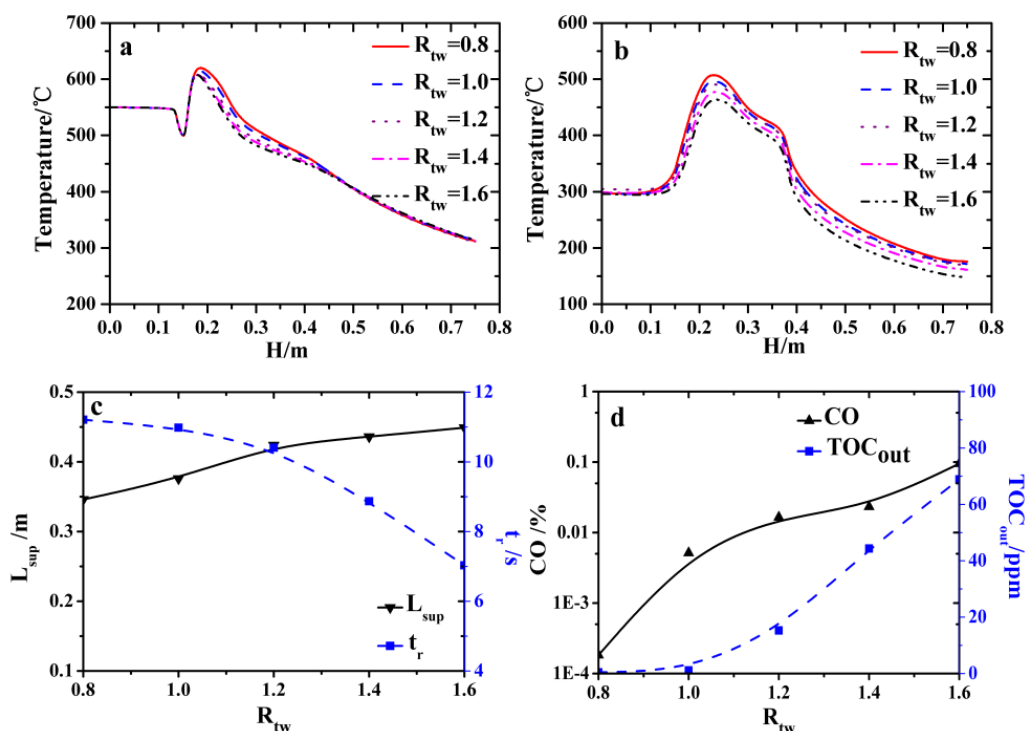 a
Temperature/℃
700
600
500
400
300
200
R_tw=0.8
R_tw=1.0
R_tw=1.2
R_tw=1.4
R_tw=1.6
0.0 0.1 0.2 0.3 0.4 0.5 0.6 0.7 0.8
H/m
b
Temperature/℃
600
500
400
300
200
100
R_tw=0.8
R_tw=1.0
R_tw=1.2
R_tw=1.4
R_tw=1.6
0.0 0.1 0.2 0.3 0.4 0.5 0.6 0.7 0.8
H/m
c
L_sup /m
0.5
0.4
0.3
0.2
0.1
L_sup
t_r
12
10
8
6
4
t_r/s
0.8 1.0 1.2 1.4 1.6
R_tw
d
CO /%
1
0.1
0.01
1E-3
1E-4
CO
TOC_out
100
80
60
40
20
0
TOC_out/ppm
0.8 1.0 1.2 1.4 1.6
R_tw